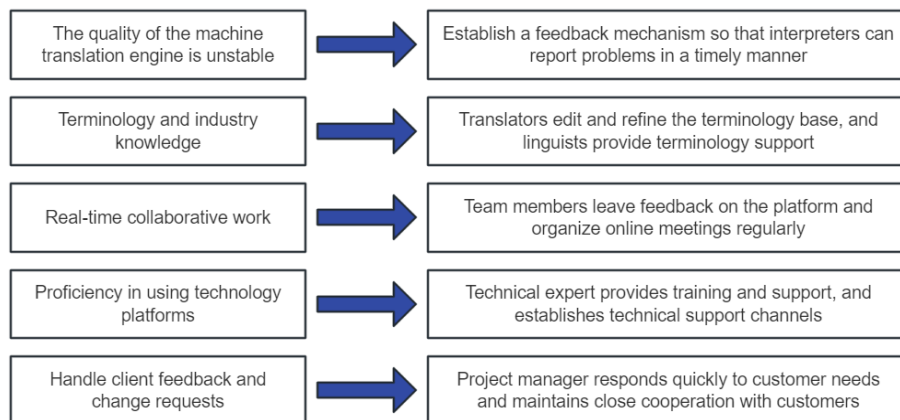 The quality of the machine
translation engine is unstable
Establish a feedback mechanism so that interpreters can
report problems in a timely manner
Terminology and industry
knowledge
Translators edit and refine the terminology base, and
linguists provide terminology support
Real-time collaborative work
Team members leave feedback on the platform and
organize online meetings regularly
Proficiency in using technology
platforms
Technical expert provides training and support, and
establishes technical support channels
Handle client feedback and
change requests
Project manager responds quickly to customer needs
and maintains close cooperation with customers